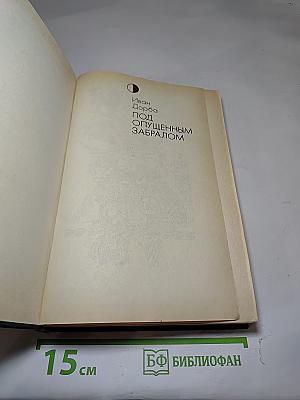 Иван
Дорба
ПОД
ОПУЩЕННЫМ
ЗАБРАЛОМ
15 см
БФ БИБЛИОФАН